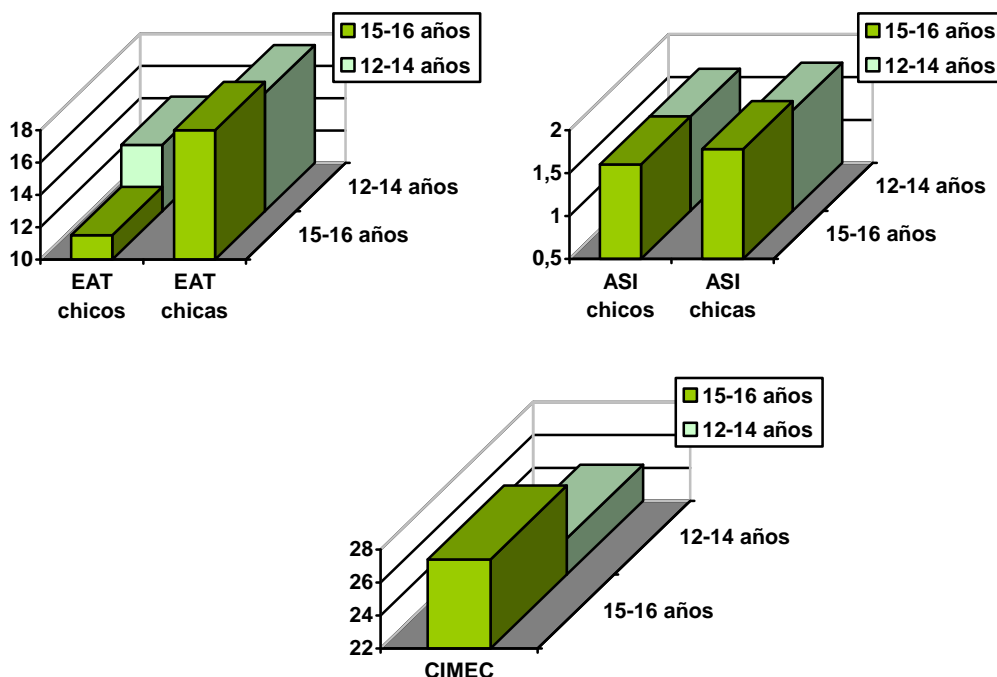 15-16 años
12-14 años
18
16
14
12
10
12-14 años
15-16 años
EAT
chicos
EAT
chicas
15-16 años
12-14 años
2
1,5
1
0,5
12-14 años
15-16 años
ASI
chicos
ASI
chicas
15-16 años
12-14 años
28
26
24
22
12-14 años
15-16 años
CIMEC